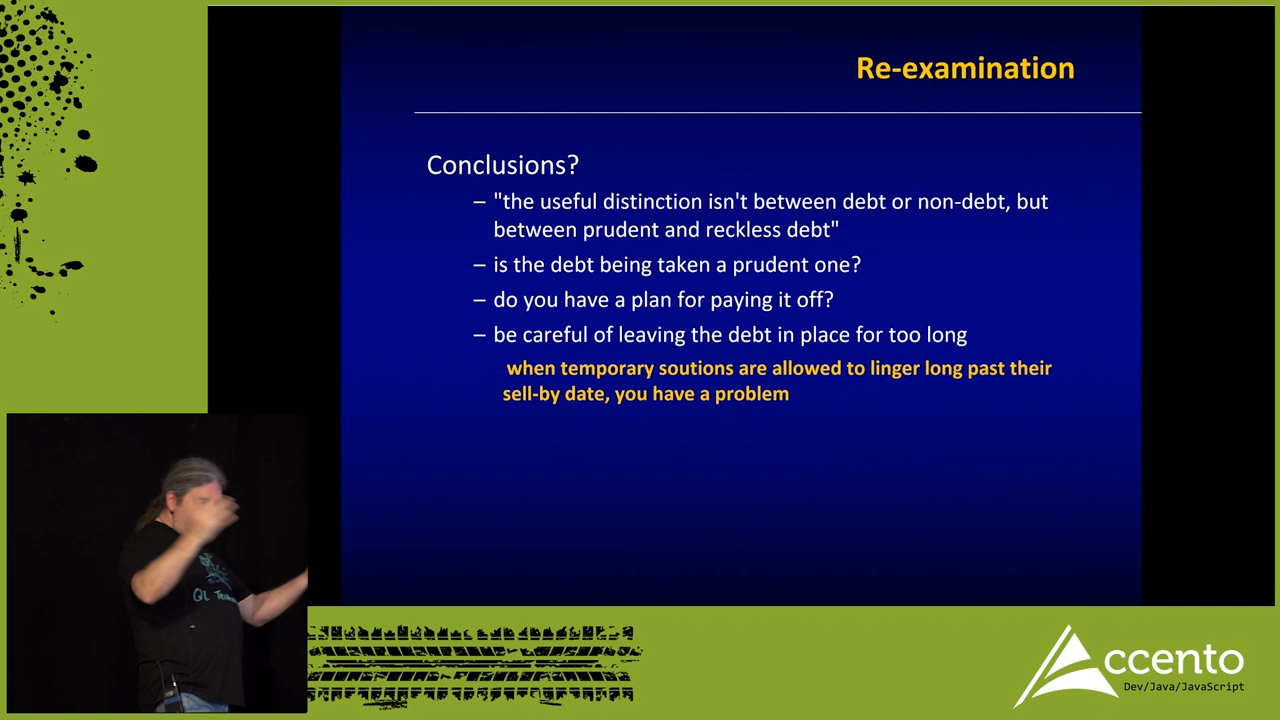 Re-examination
Conclusions?
– "the useful distinction isn't between debt or non-debt, but
between prudent and reckless debt"
– is the debt being taken a prudent one?
– do you have a plan for paying it off?
– be careful of leaving the debt in place for too long
when temporary soutions are allowed to linger long past their
sell-by date, you have a problem
QL
Accento
Dev/Java/JavaScript